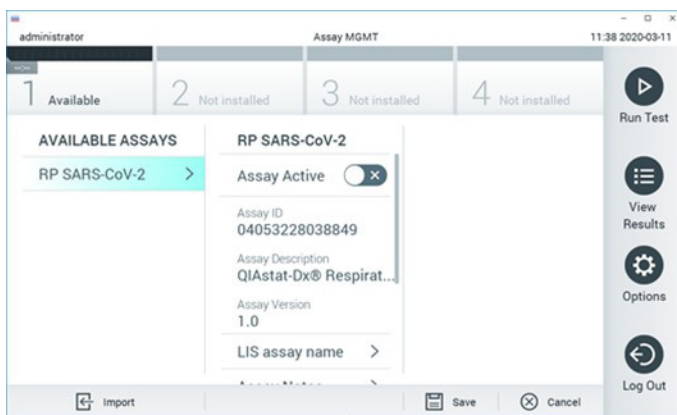 administrator
Assay MGMT
11:38 2020-03-11
1 Available
2 Not installed
3 Not installed
4 Not installed
Run Test
View
Results
Options
Log Out
AVAILABLE ASSAYS
RP SARS-CoV-2
RP SARS-CoV-2
Assay Active
Assay ID
04053228038849
Assay Description
QIAstat-Dx® Respirat...
Assay Version
1.0
LIS assay name
Import
Save
Cancel